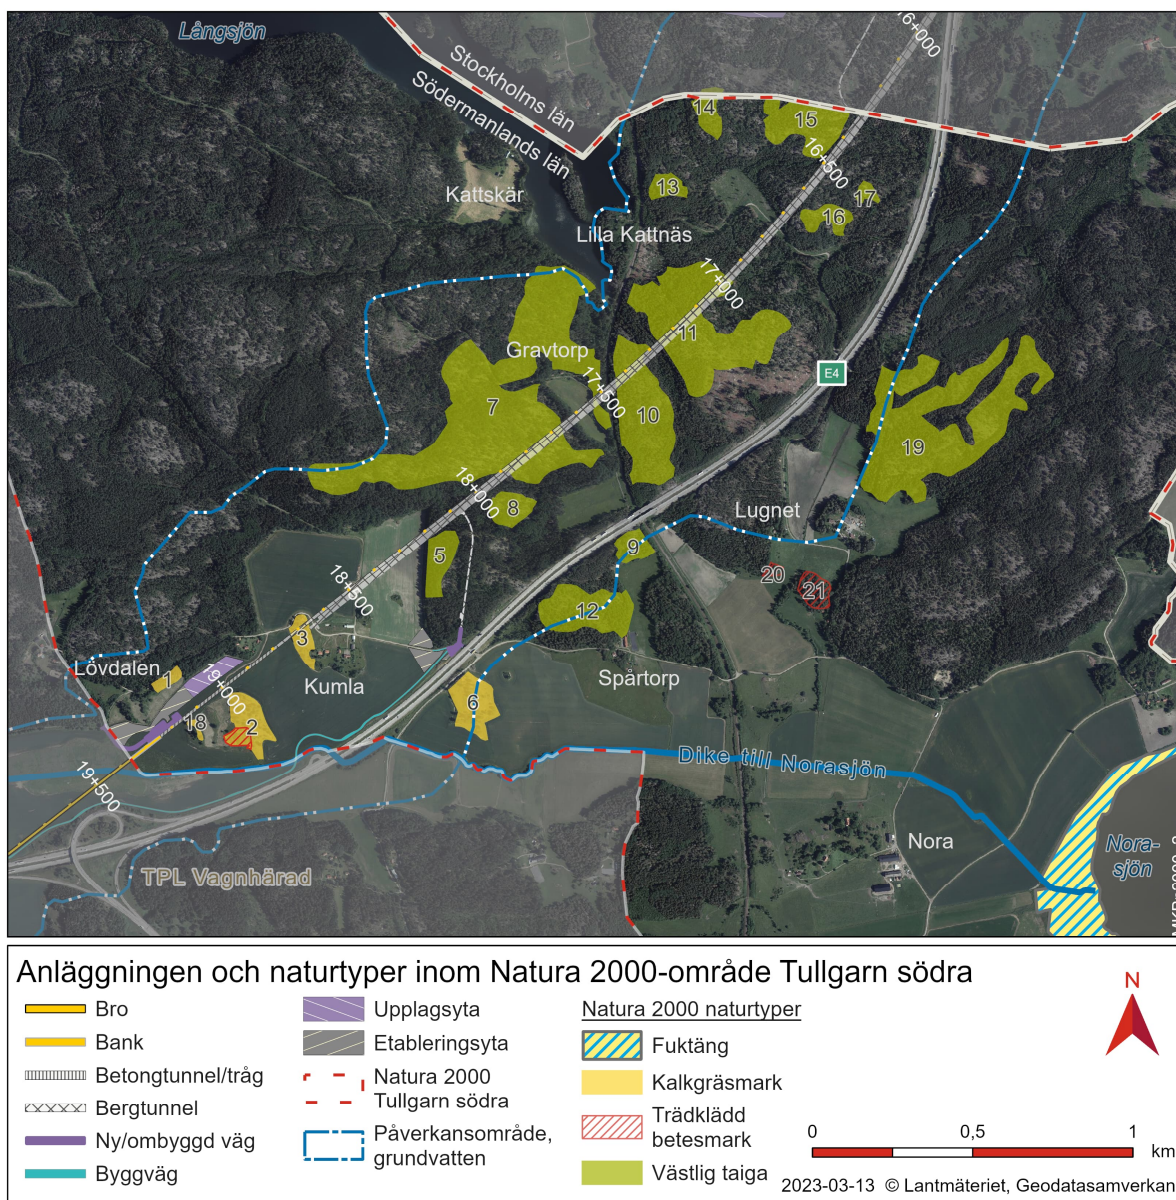 Långsjön
Stockholms län
Södermanlands län
16+000
14
15
16+500
Kattskär
13
17
16
Lilla Kattnäs
17+000
11
Gravtorp
E4
17+500
7
10
19
18+000
8
Lugnet
5
9
20
21
18+500
12
3
Lövdalen
1
19+000
Kumla
Spårtorp
6
18
2
Dike till Norasjön
19+500
Nora
Nora-
sjön
TPL Vagnhärad
Anläggningen och naturtyper inom Natura 2000-område Tullgarn södra
Bro
Bank
Betongtunnel/tråg
Bergtunnel
Ny/ombyggd väg
Byggväg
Upplagsyta
Etableringsyta
Natura 2000
Tullgarn södra
Påverkansområde,
grundvatten
Natura 2000 naturtyper
Fuktäng
Kalkgräsmark
Trädklädd
betesmark
Västlig taiga
N
0 0,5 1
km
2023-03-13 © Lantmäteriet, Geodatasamverkan